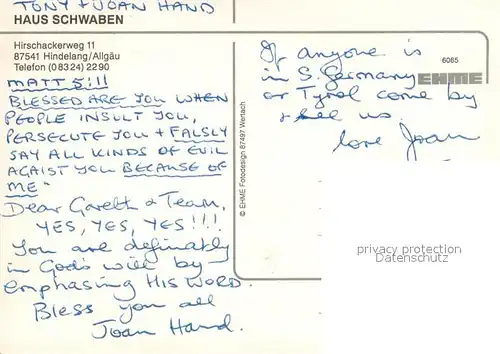 TONY + JOAN HAND
HAUS SCHWABEN
Hirschackerweg 11
87541 Hindelang/Allgäu
Telefon (08324) 2290
MATT 5:11
BLESSED ARE YOU WHEN
PEOPLE INSULT YOU,
PERSECUTE YOU + FALSLY
SAY ALL KINDS OF EVIL
AGAIST YOU BECAUSE OF
ME"
Dear Gareth & Team,
YES, YES, YES!!!
You are definately
in God's will by
emphasing HIS WORD.
Bless you all
Joan Hand.
© EHME Fotodesign 87497 Wertach
If anyone is
in S. Germany
or Tyrol come by
+ see us.
love Joan
6065
EHME
privacy protection
Datenschutz